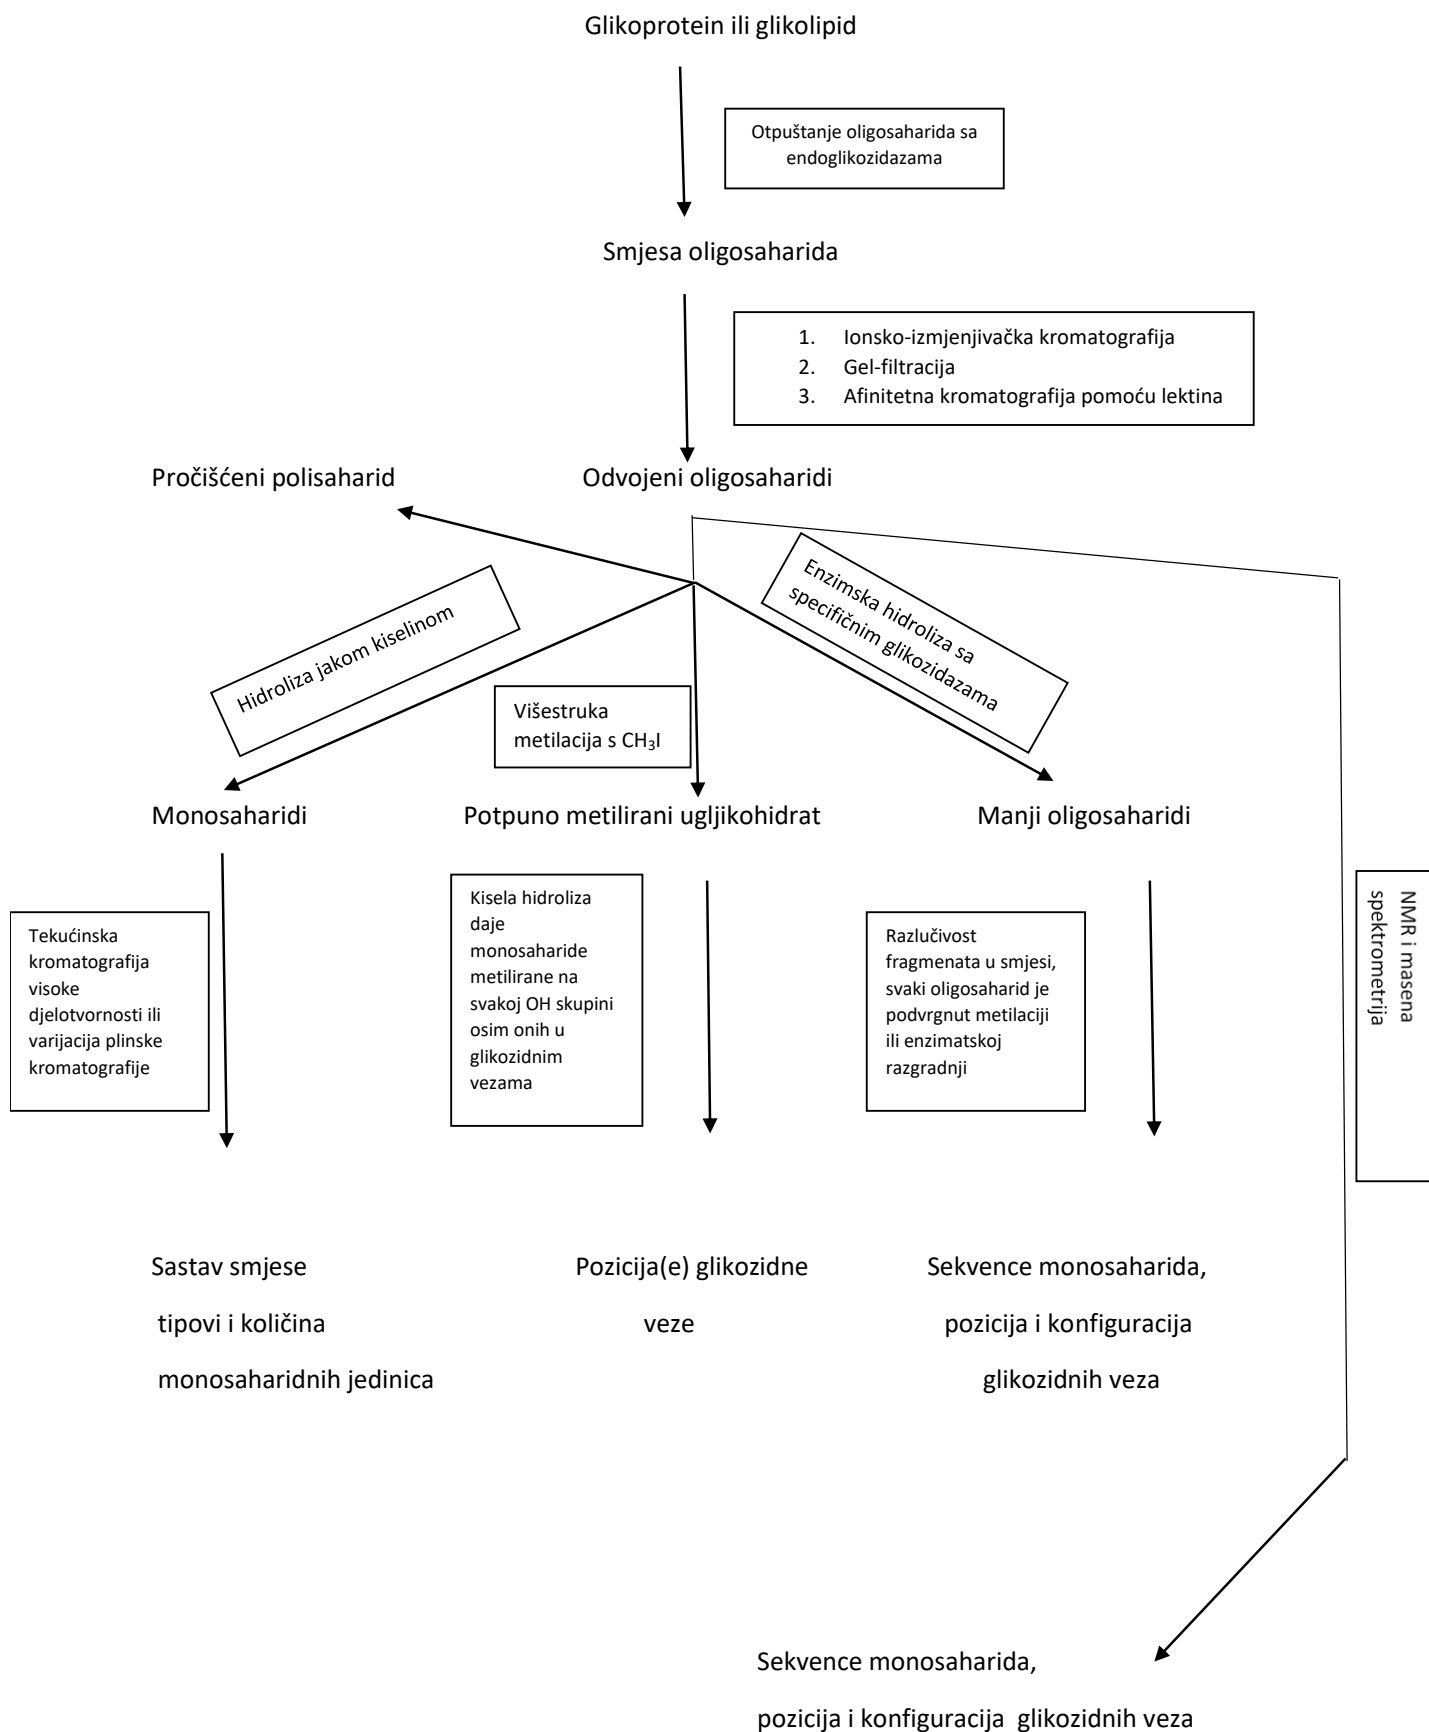 Glikoprotein ili glikolipid
Otpuštanje oligosaharida sa
endoglikozidazama
Smjesa oligosaharida
1. Ionsko-izmjenjivačka kromatografija
2. Gel-filtracija
3. Afinitetna kromatografija pomoću lektina
Pročišćeni polisaharid
Odvojeni oligosaharidi
Hidroliza jakom kiselinom
Višestruka
metilacija s CH₃I
Enzimska hidroliza sa
specifičnim glikozidazama
Monosaharidi
Potpuno metilirani ugljikohidrat
Manji oligosaharidi
Tekućinska
kromatografija
visoke
djelotvornosti ili
varijacija plinske
kromatografije
Kisela hidroliza
daje
monosaharide
metilirane na
svakoj OH skupini
osim onih u
glikozidnim
vezama
Razlučivost
fragmenata u smjesi,
svaki oligosaharid je
podvrgnut metilaciji
ili enzimatskoj
razgradnji
NMR i masena
spektrometrija
Sastav smjese
tipovi i količina
monosaharidnih jedinica
Pozicija(e) glikozidne
veze
Sekvence monosaharida,
pozicija i konfiguracija
glikozidnih veza
Sekvence monosaharida,
pozicija i konfiguracija glikozidnih veza